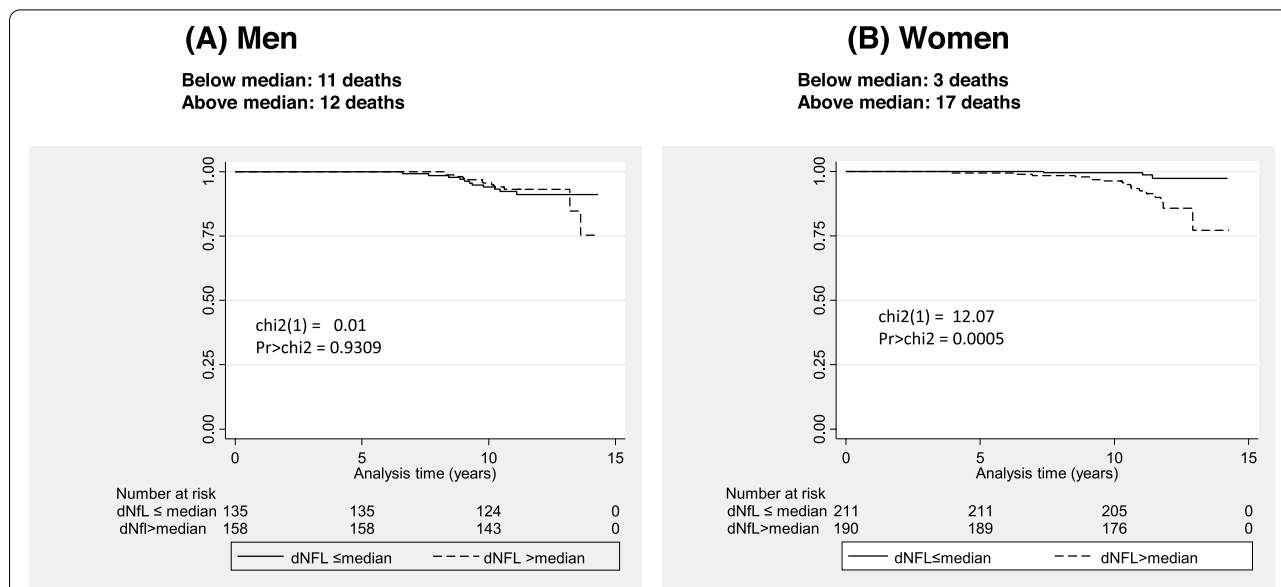 (A) Men
Below median: 11 deaths
Above median: 12 deaths
1.00
0.75
0.50
0.25
0.00
chi2(1) = 0.01
Pr>chi2 = 0.9309
0 5 10 15
Analysis time (years)
Number at risk
dNfL ≤ median 135 135 124 0
dNfl>median 158 158 143 0
dNFL ≤median dNFL >median
(B) Women
Below median: 3 deaths
Above median: 17 deaths
1.00
0.75
0.50
0.25
0.00
chi2(1) = 12.07
Pr>chi2 = 0.0005
0 5 10 15
Analysis time (years)
Number at risk
dNfL ≤ median 211 211 205 0
dNfL>median 190 189 176 0
dNFL≤median dNFL>median